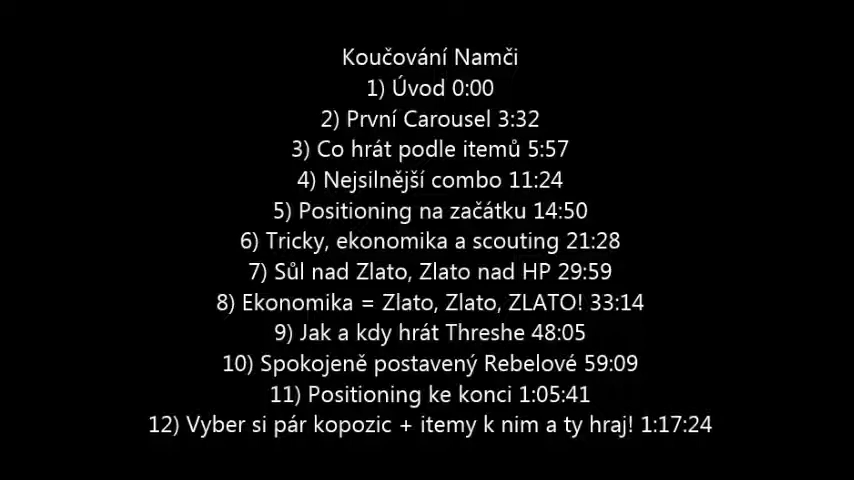 Koučování Namči
1) Úvod 0:00
2) První Carousel 3:32
3) Co hrát podle itemů 5:57
4) Nejsilnější combo 11:24
5) Positioning na začátku 14:50
6) Tricky, ekonomika a scouting 21:28
7) Sůl nad Zlato, Zlato nad HP 29:59
8) Ekonomika = Zlato, Zlato, ZLATO! 33:14
9) Jak a kdy hrát Threshe 48:05
10) Spokojeně postavený Rebelové 59:09
11) Positioning ke konci 1:05:41
12) Vyber si pár kopozic + itemy k nim a ty hraj! 1:17:24